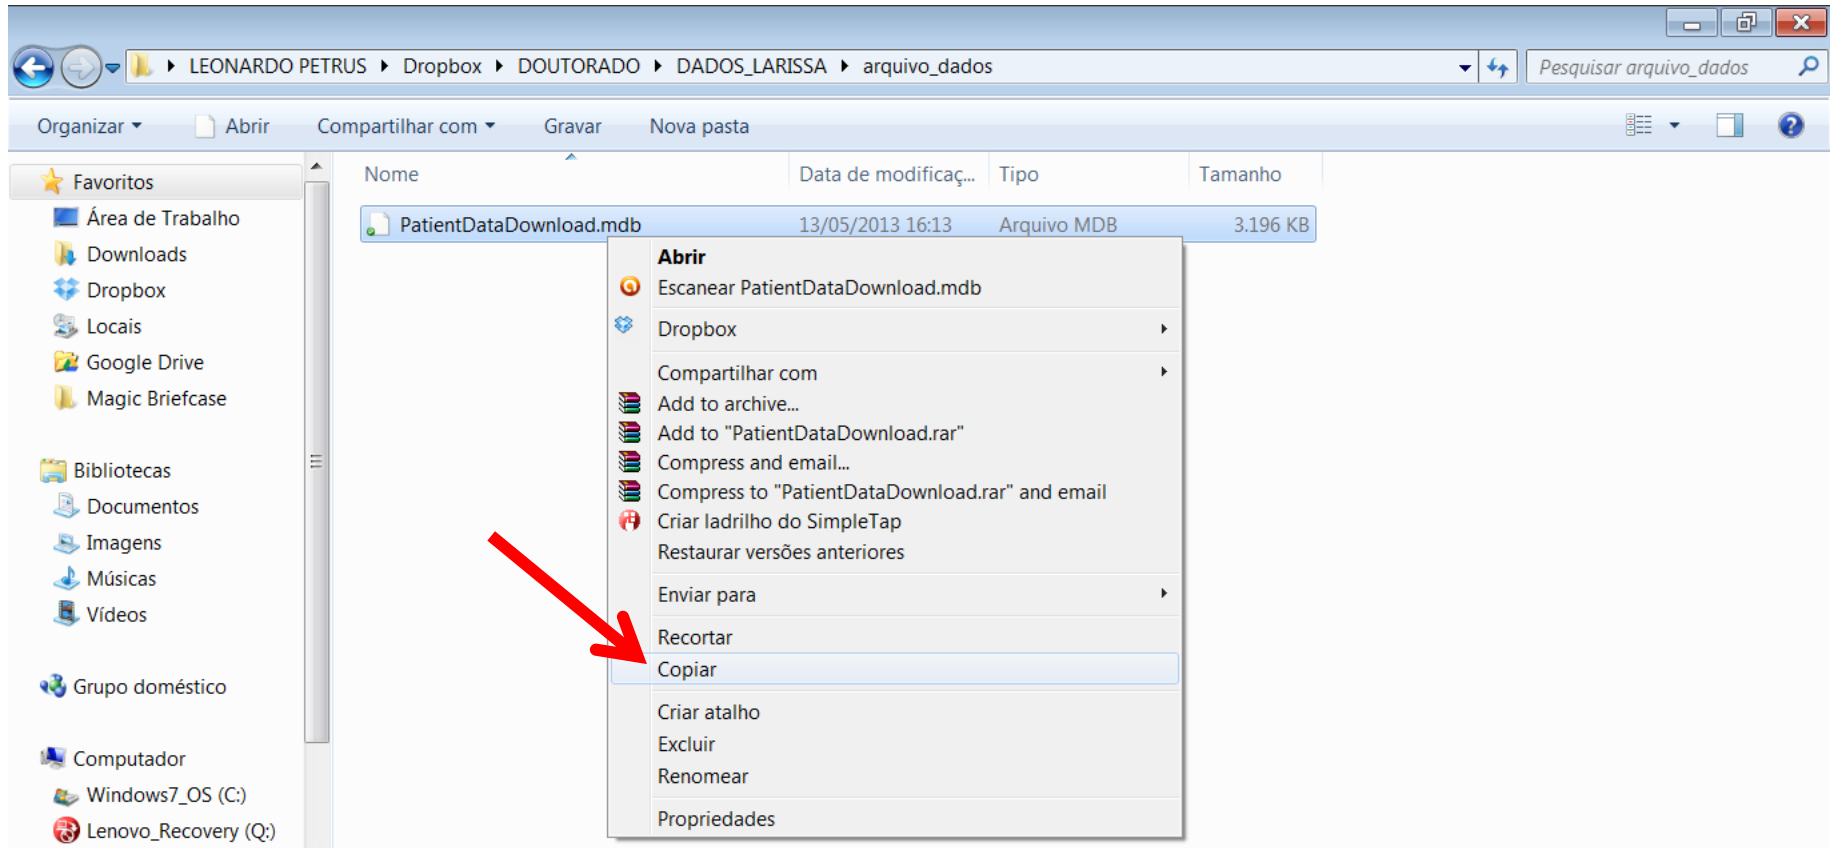 LEONARDO PETRUS Dropbox DOUTORADO DADOS_LARISSA arquivo_dados
Pesquisar arquivo_dados
Organizar Abrir Compartilhar com Gravar Nova pasta
Favoritos
Área de Trabalho
Downloads
Dropbox
Locais
Google Drive
Magic Briefcase
Bibliotecas
Documentos
Imagens
Músicas
Vídeos
Grupo doméstico
Computador
Windows7_OS (C:)
Lenovo_Recovery (Q:)
Nome Data de modificaç... Tipo Tamanho
PatientDataDownload.mdb 13/05/2013 16:13 Arquivo MDB 3.196 KB
Abrir
Escanear PatientDataDownload.mdb
Dropbox
Compartilhar com
Add to archive...
Add to "PatientDataDownload.rar"
Compress and email...
Compress to "PatientDataDownload.rar" and email
Criar ladrilho do SimpleTap
Restaurar versões anteriores
Enviar para
Recortar
Copiar
Criar atalho
Excluir
Renomear
Propriedades